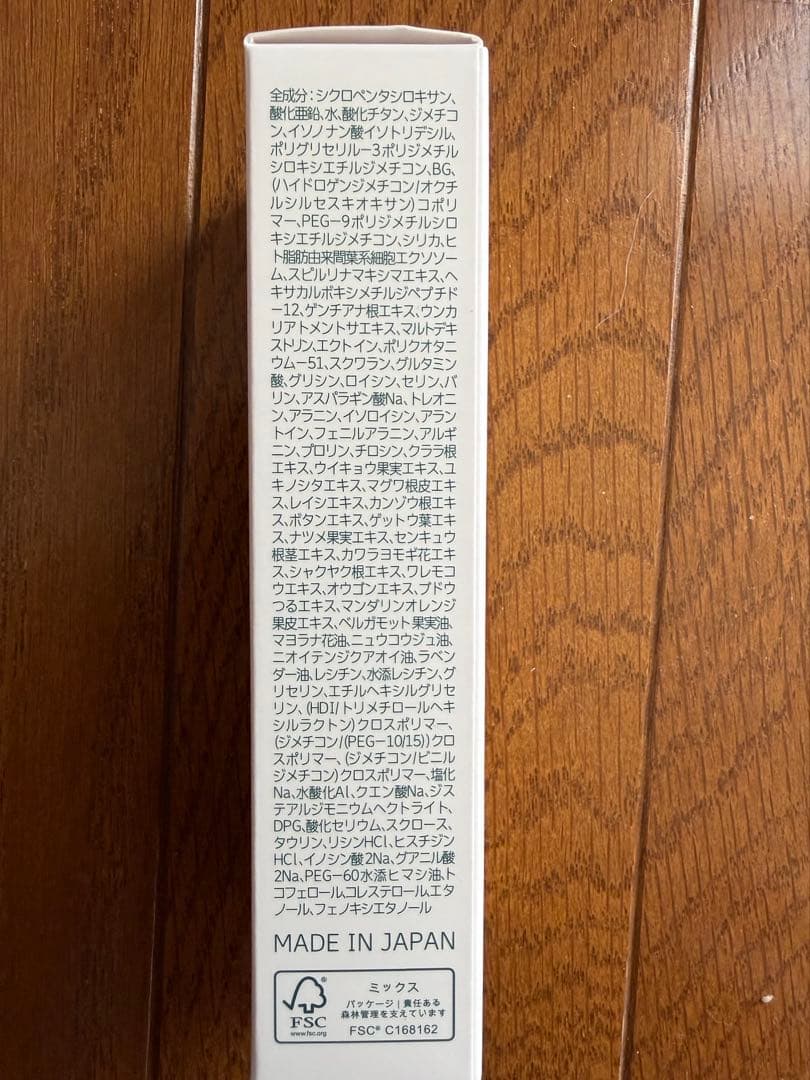 全成分:シクロペンタシロキサン、
酸化亜鉛、水、酸化チタン、ジメチコ
ン、イソノナン酸イソトリデシル、
ポリグリセリル－3ポリジメチル
シロキシエチルジメチコン、BG、
(ハイドロゲンジメチコン/オクチ
ルシルセスキオキサン)コポリ
マー、PEG－9ポリジメチルシロ
キシエチルジメチコン、シリカ、ヒ
ト脂肪由来間葉系細胞エクソソー
ム、スピルリナマキシマエキス、ヘ
キサカルボキシメチルジペプチド
－12、ゲンチアナ根エキス、ウンカ
リアトメントサエキス、マルトデキ
ストリン、エクトイン、ポリクオタニ
ウム－51、スクワラン、グルタミン
酸、グリシン、ロイシン、セリン、バ
リン、アスパラギン酸Na、トレオニ
ン、アラニン、イソロイシン、アラン
トイン、フェニルアラニン、アルギ
ニン、プロリン、チロシン、クララ根
エキス、ウイキョウ果実エキス、ユ
キノシタエキス、マグワ根皮エキ
ス、レイシエキス、カンゾウ根エキ
ス、ボタンエキス、ゲットウ葉エキ
ス、ナツメ果実エキス、センキュウ
根茎エキス、カワラヨモギ花エキ
ス、シャクヤク根エキス、ワレモコ
ウエキス、オウゴンエキス、ブドウ
つるエキス、マンダリンオレンジ
果皮エキス、ベルガモット果実油、
マヨラナ花油、ニュウコウジュ油、
ニオイテンジクアオイ油、ラベン
ダー油、レシチン、水添レシチン、グ
リセリン、エチルヘキシルグリセ
リン、(HDI/トリメチロールヘキ
シルラクトン)クロスポリマー、
(ジメチコン/(PEG－10/15))クロ
スポリマー、(ジメチコン/ビニル
ジメチコン)クロスポリマー、塩化
Na、水酸化Al、クエン酸Na、ジス
テアルジモニウムヘクトライト、
DPG、酸化セリウム、スクロース、
タウリン、リシンHCl、ヒスチジン
HCl、イノシン酸2Na、グアニル酸
2Na、PEG－60水添ヒマシ油、ト
コフェロール、コレステロール、エタ
ノール、フェノキシエタノール
MADE IN JAPAN
ミックス
パッケージ|責任ある
森林管理を支えています
FSC® C168162
®
FSC
www.fsc.org